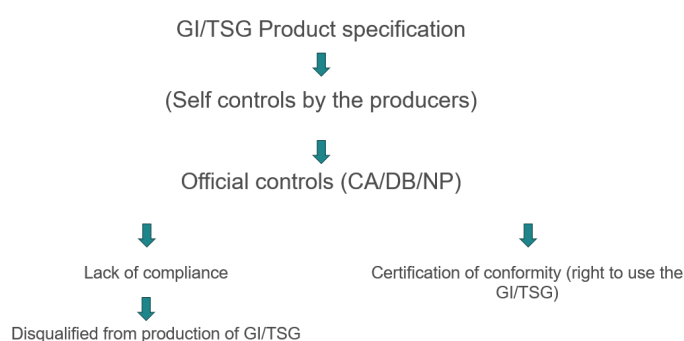 GI/TSG Product specification
(Self controls by the producers)
Official controls (CA/DB/NP)
Lack of compliance
Certification of conformity (right to use the
GI/TSG)
Disqualified from production of GI/TSG